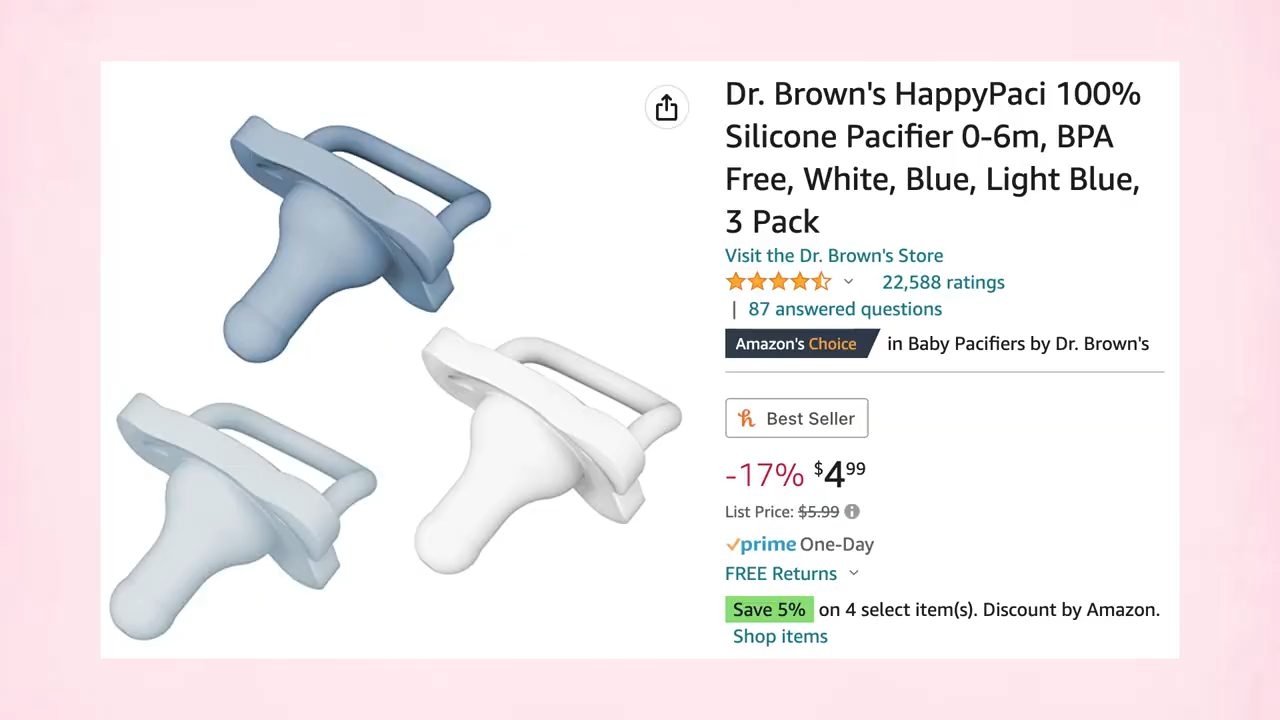 Dr. Brown's HappyPaci 100%
Silicone Pacifier 0-6m, BPA
Free, White, Blue, Light Blue,
3 Pack
Visit the Dr. Brown's Store
22,588 ratings
| 87 answered questions
Amazon's Choice in Baby Pacifiers by Dr. Brown's
h Best Seller
-17% $499
List Price: $5.99
prime One-Day
FREE Returns
Save 5% on 4 select item(s). Discount by Amazon.
Shop items